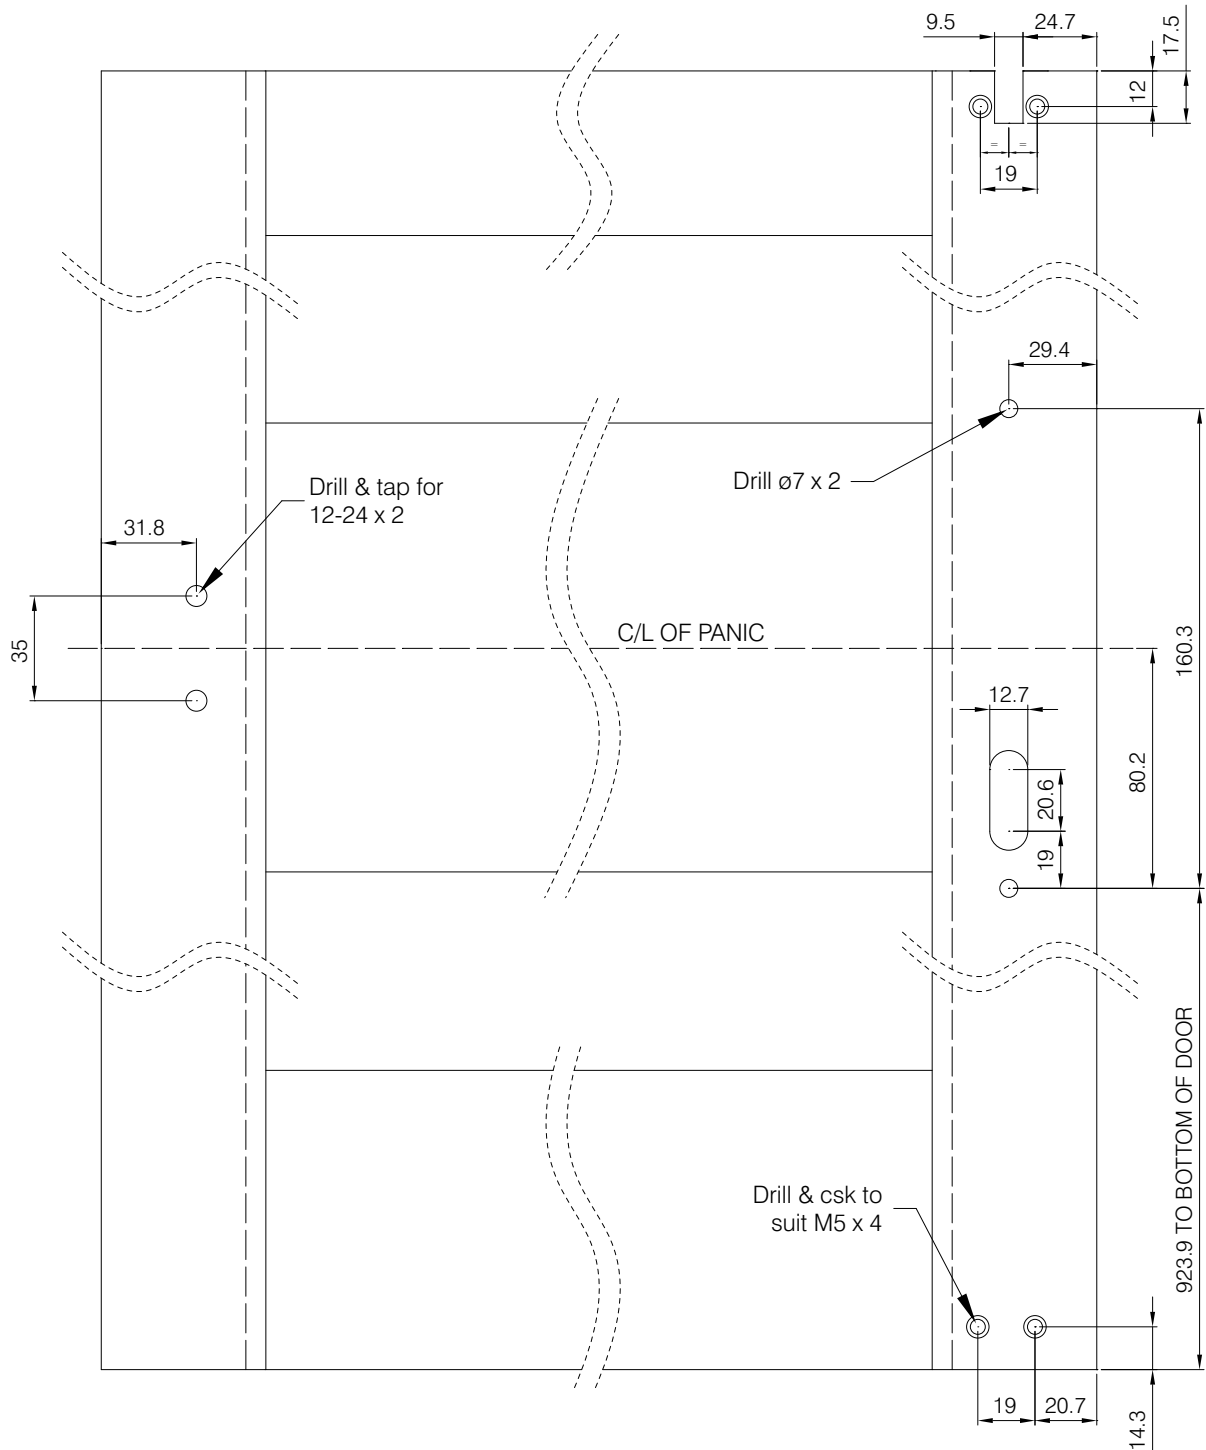 9.5
24.7
17.5
12
= =
19
29.4
Drill & tap for
12-24 x 2
Drill ø7 x 2
31.8
35
C/L OF PANIC
160.3
12.7
80.2
20.6
19
923.9 TO BOTTOM OF DOOR
Drill & csk to
suit M5 x 4
19
20.7
14.3